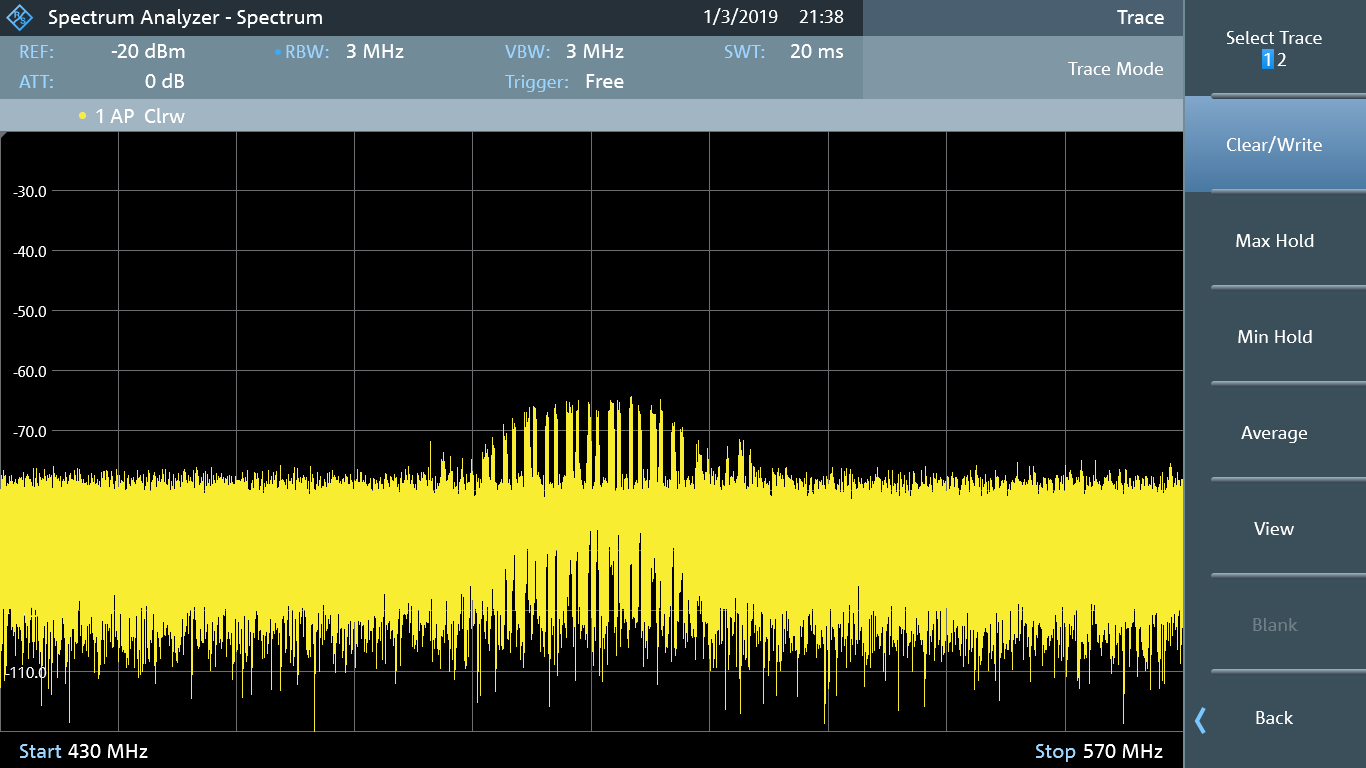 Spectrum Analyzer - Spectrum 1/3/2019 21:38 Trace
REF: -20 dBm RBW: 3 MHz VBW: 3 MHz SWT: 20 ms
ATT: 0 dB Trigger: Free
Trace Mode
1 AP Clrw
-30.0
-40.0
-50.0
-60.0
-70.0
-110.0
Start 430 MHz Stop 570 MHz
Select Trace
1 2
Clear/Write
Max Hold
Min Hold
Average
View
Blank
Back